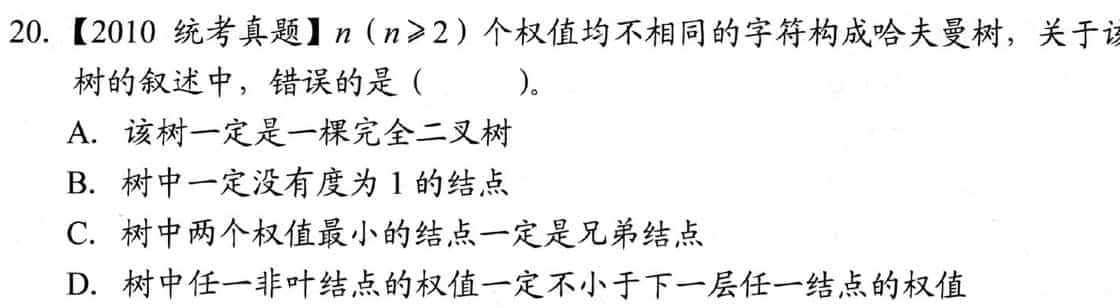 20. 【2010 统考真题】n（n≥2）个权值均不相同的字符构成哈夫曼树，关于该
树的叙述中，错误的是（ ）。
A. 该树一定是一棵完全二叉树
B. 树中一定没有度为 1 的结点
C. 树中两个权值最小的结点一定是兄弟结点
D. 树中任一非叶结点的权值一定不小于下一层任一结点的权值